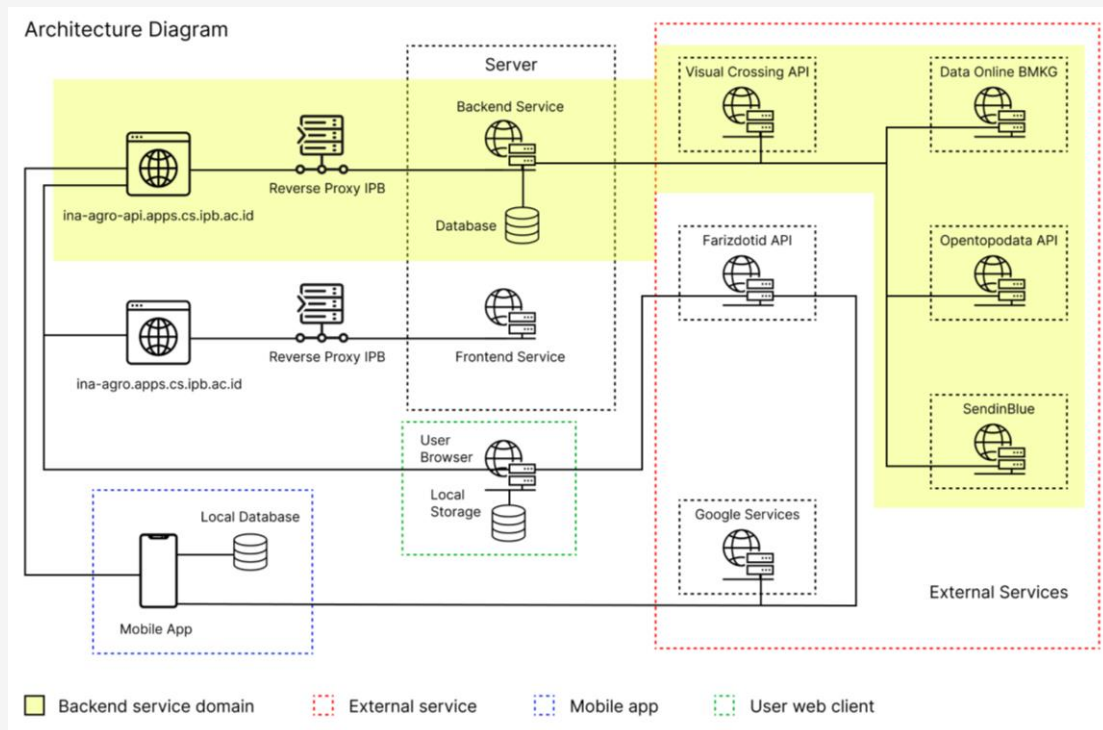 Architecture Diagram
Server
Visual Crossing API
Data Online BMKG
Backend Service
Reverse Proxy IPB
ina-agro-api.apps.cs.ipb.ac.id
Database
Farizdotid API
Opentopodata API
Reverse Proxy IPB
Frontend Service
ina-agro.apps.cs.ipb.ac.id
SendinBlue
User
Browser
Local
Storage
Local Database
Google Services
External Services
Mobile App
Backend service domain
External service
Mobile app
User web client